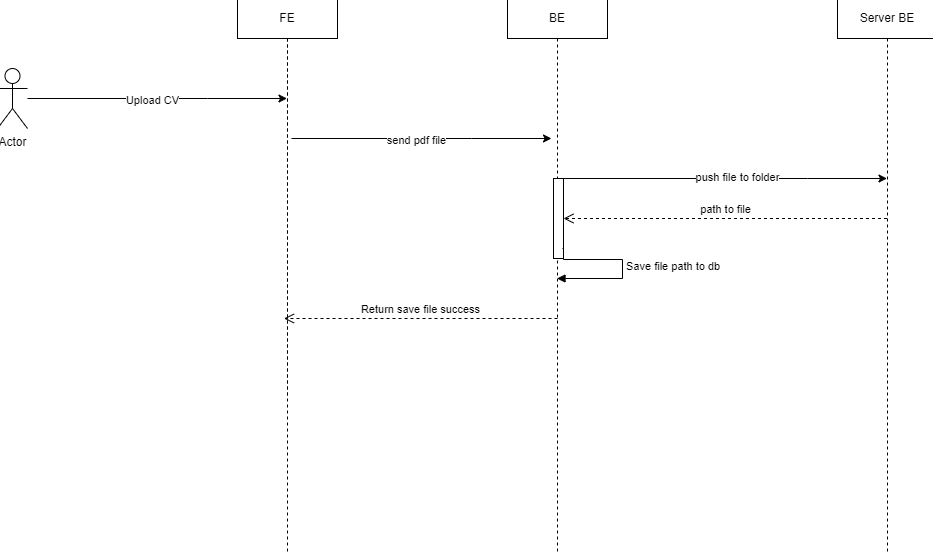 FE
BE
Server BE
Actor
Upload CV
send pdf file
push file to folder
path to file
Save file path to db
Return save file success